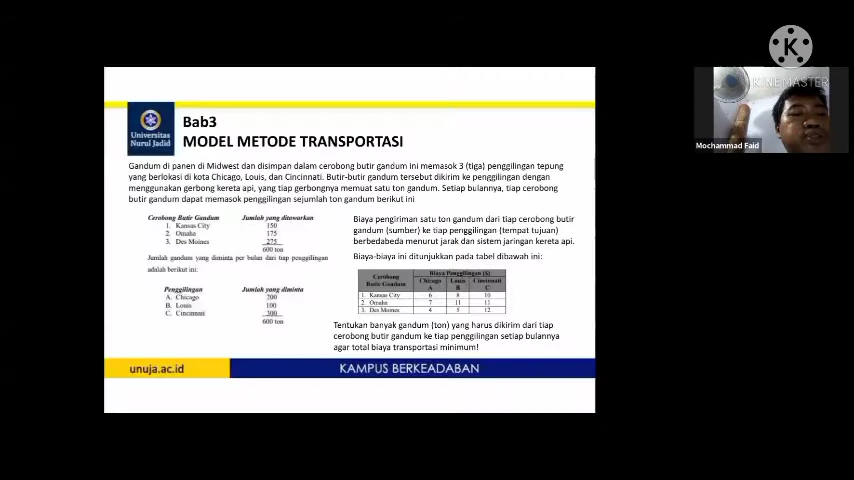 K
KINEMASTER
Mochammad Faid
Universitas
Nurul Jadid
Bab3
MODEL METODE TRANSPORTASI
Gandum di panen di Midwest dan disimpan dalam cerobong butir gandum ini memasok 3 (tiga) penggilingan tepung
yang berlokasi di kota Chicago, Louis, dan Cincinnati. Butir-butir gandum tersebut dikirim ke penggilingan dengan
menggunakan gerbong kereta api, yang tiap gerbongnya memuat satu ton gandum. Setiap bulannya, tiap cerobong
butir gandum dapat memasok penggilingan sejumlah ton gandum berikut ini
Cerobong Butir Gandum Jumlah yang ditawarkan
1. Kansas City 150
2. Omaha 175
3. Des Moines 275
600 ton
Jumlah gandum yang diminta per bulan dari tiap penggilingan
adalah berikut ini:
Penggilingan Jumlah yang diminta
A. Chicago 200
B. Louis 100
C. Cincinnati 300
600 ton
Biaya pengiriman satu ton gandum dari tiap cerobong butir
gandum (sumber) ke tiap penggilingan (tempat tujuan)
berbedabeda menurut jarak dan sistem jaringan kereta api.
Biaya-biaya ini ditunjukkan pada tabel dibawah ini:
Cerobong Butir Gandum Biaya Penggilingan ($)
Chicago A Louis B Cincinnati C
1. Kansas City 6 8 10
2. Omaha 7 11 11
3. Des Moines 4 5 12
Tentukan banyak gandum (ton) yang harus dikirim dari tiap
cerobong butir gandum ke tiap penggilingan setiap bulannya
agar total biaya transportasi minimum!
unuja.ac.id
KAMPUS BERKEADABAN